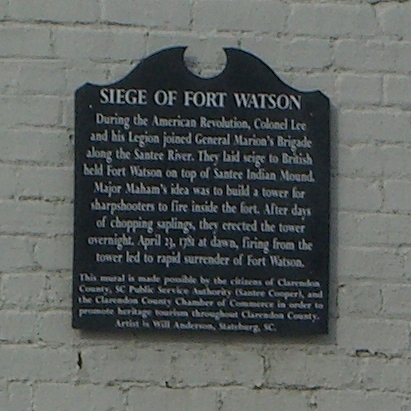 SIEGE OF FORT WATSON
During the American Revolution, Colonel Lee
and his Legion joined General Marion's Brigade
along the Santee River. They laid seige to British
held Fort Watson on top of Santee Indian Mound.
Major Maham's idea was to build a tower for
sharpshooters to fire inside the fort. After days
of chopping saplings, they erected the tower
overnight. April 23, 1781 at dawn, firing from the
tower led to rapid surrender of Fort Watson.
This mural is made possible by the citizens of Clarendon
County, SC Public Service Authority (Santee Cooper), and
the Clarendon County Chamber of Commerce in order to
promote heritage tourism throughout Clarendon County.
Artist is Will Anderson, Stateburg, SC.